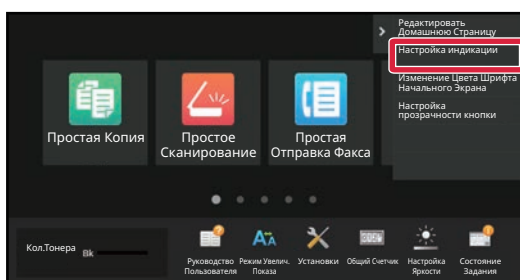 Редактировать
Домашнюю Страницу
Настройка индикации
Изменение Цвета Шрифта
Начального Экрана
Настройка
прозрачности кнопки
Простая Копия
Простое
Сканирование
Простая
Отправка Факса
Кол.Тонера
Bk
Руководство
Пользователя
Режим Увелич.
Показа
Установки
Общий Счетчик
Настройка
Яркости
Состояние
Задания